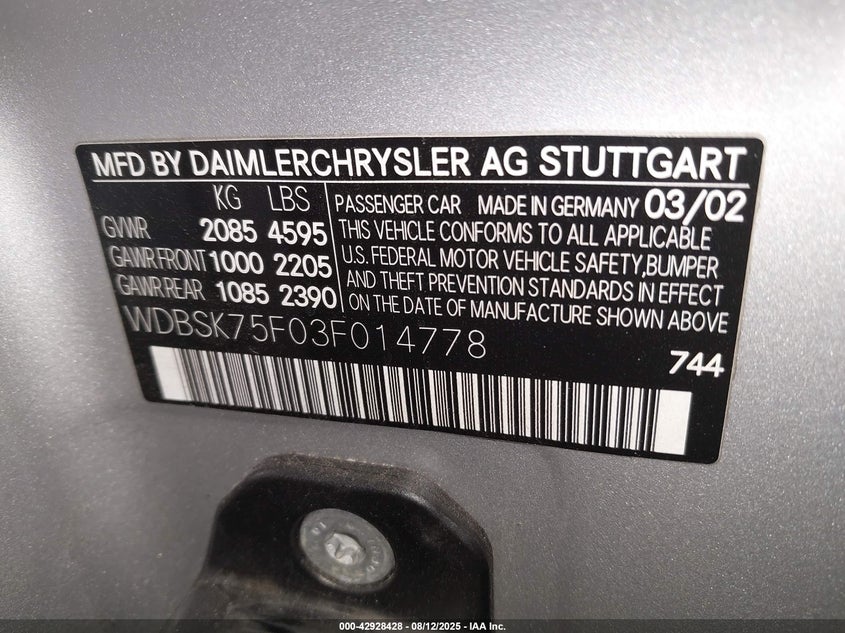 MFD BY DAIMLERCHRYSLER AG STUTTGART
KG LBS
GVWR 2085 4595
GAWR FRONT 1000 2205
GAWR REAR 1085 2390
PASSENGER CAR MADE IN GERMANY 03/02
THIS VEHICLE CONFORMS TO ALL APPLICABLE
U.S. FEDERAL MOTOR VEHICLE SAFETY,BUMPER
AND THEFT PREVENTION STANDARDS IN EFFECT
ON THE DATE OF MANUFACTURE SHOWN ABOVE
WDBSK75F03F014778
744
000-42928428 - 08/12/2025 - IAA Inc.